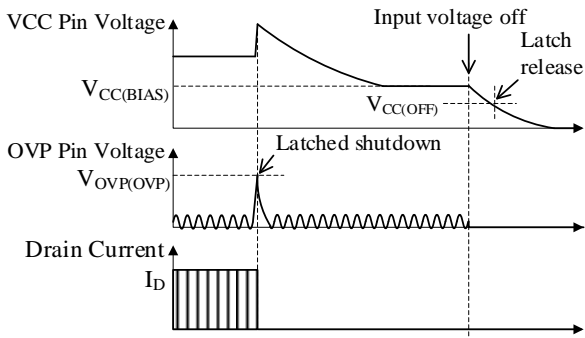 VCC Pin Voltage
Input voltage off
Latch
release
VCC(BIAS)
VCC(OFF)
OVP Pin Voltage
Latched shutdown
VOVP(OVP)
Drain Current
ID